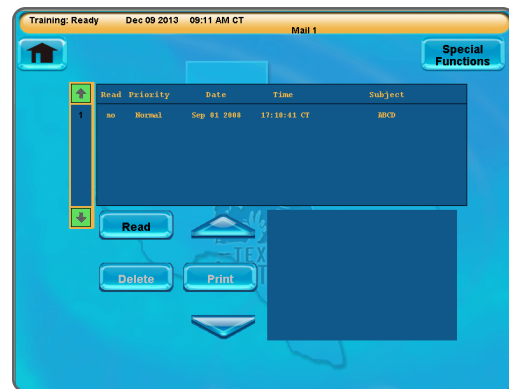 Training: Ready Dec 09 2013 09:11 AM CT
Mail 1
Special
Functions
Read Priority Date Time Subject
1 no Normal Sep 01 2008 17:10:41 CT ABCD
Read
TEX
Delete Print